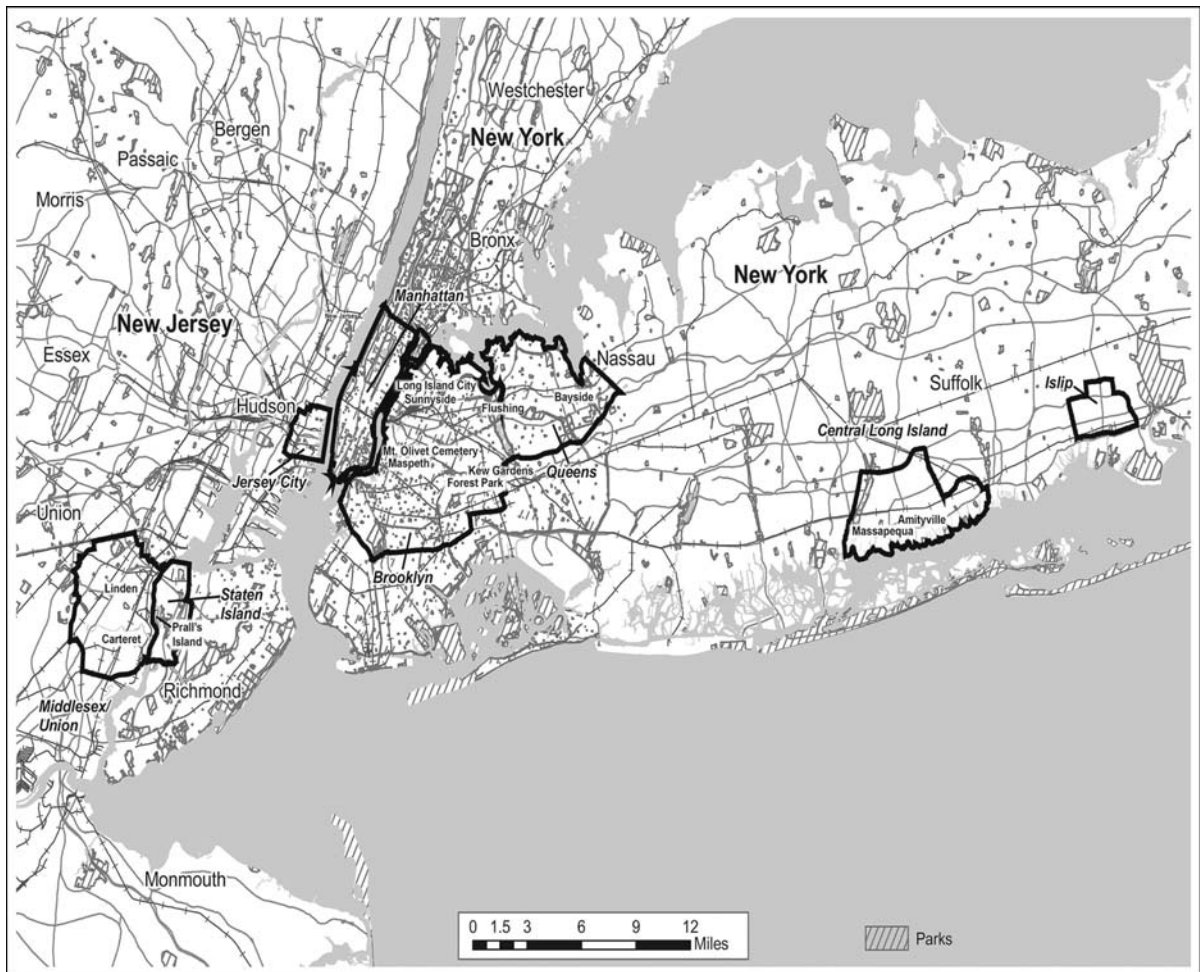 Westchester
New York
Bergen
Passaic
Morris
Bronx
New York
Manhattan
New Jersey
Essex
Nassau
Long Island City
Sunnyside
Bayside
Suffolk
Islip
Hudson
Flushing
Central Long Island
Mt. Olivet Cemetery
Maspeth
Kew Gardens
Forest Park
Queens
Jersey City
Union
Amityville
Massapequa
Brooklyn
Linden
Staten
Island
Prall's
Island
Carteret
Richmond
Middlesex/
Union
Monmouth
0 1.5 3 6 9 12
Miles
Parks